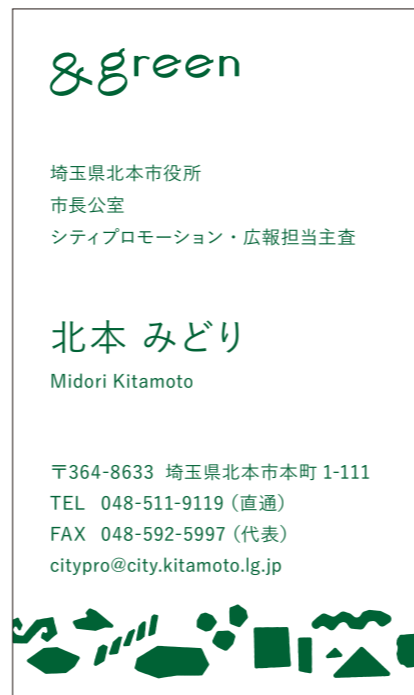 &green
埼玉県北本市役所
市長公室
シティプロモーション・広報担当主査
北本 みどり
Midori Kitamoto
〒364-8633 埼玉県北本市本町 1-111
TEL 048-511-9119（直通）
FAX 048-592-5997（代表）
citypro@city.kitamoto.lg.jp